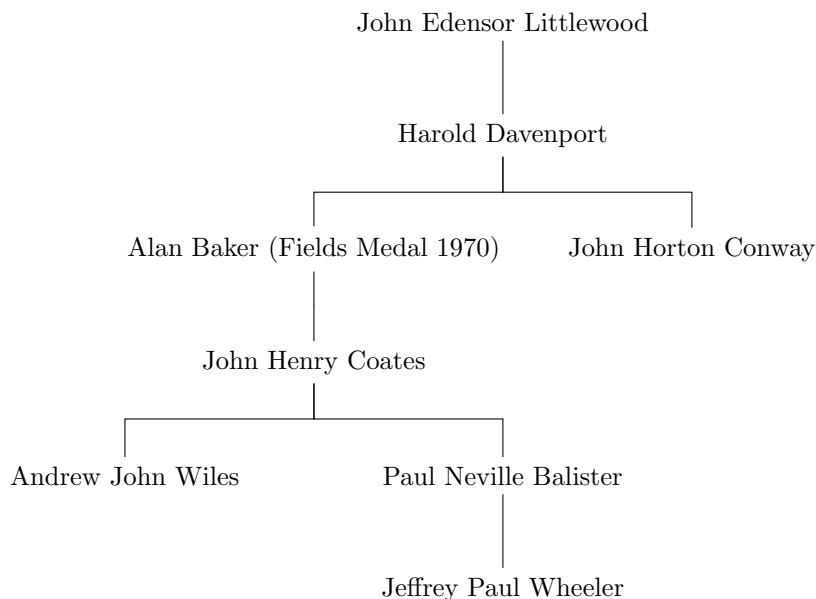 John Edensor Littlewood
Harold Davenport
Alan Baker (Fields Medal 1970)
John Horton Conway
John Henry Coates
Andrew John Wiles
Paul Neville Balister
Jeffrey Paul Wheeler